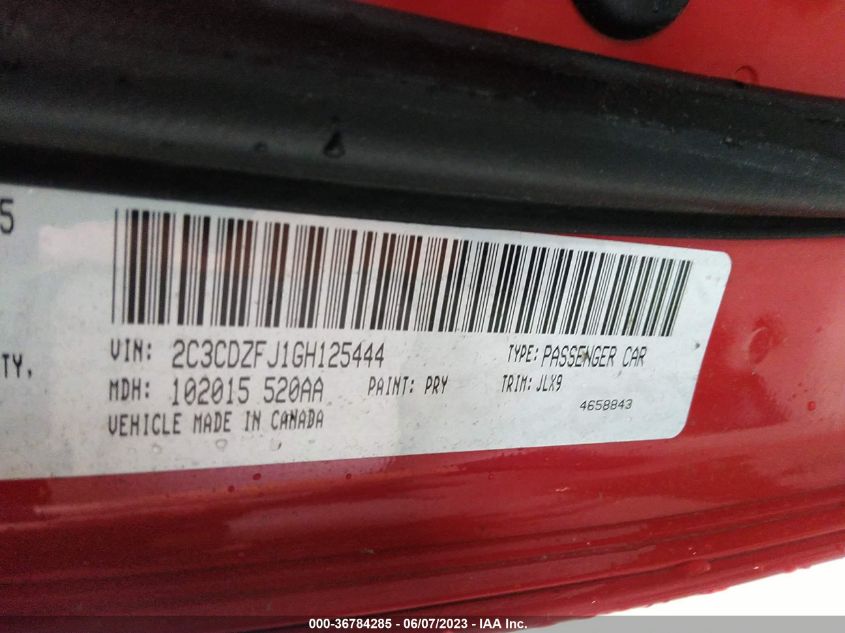 5
TY,
VIN: 2C3CDZFJ1GH125444 TYPE: PASSENGER CAR
MDH: 102015 520AA PAINT: PRY TRIM: JLX9
VEHICLE MADE IN CANADA 4658843
000-36784285 - 06/07/2023 - IAA Inc.